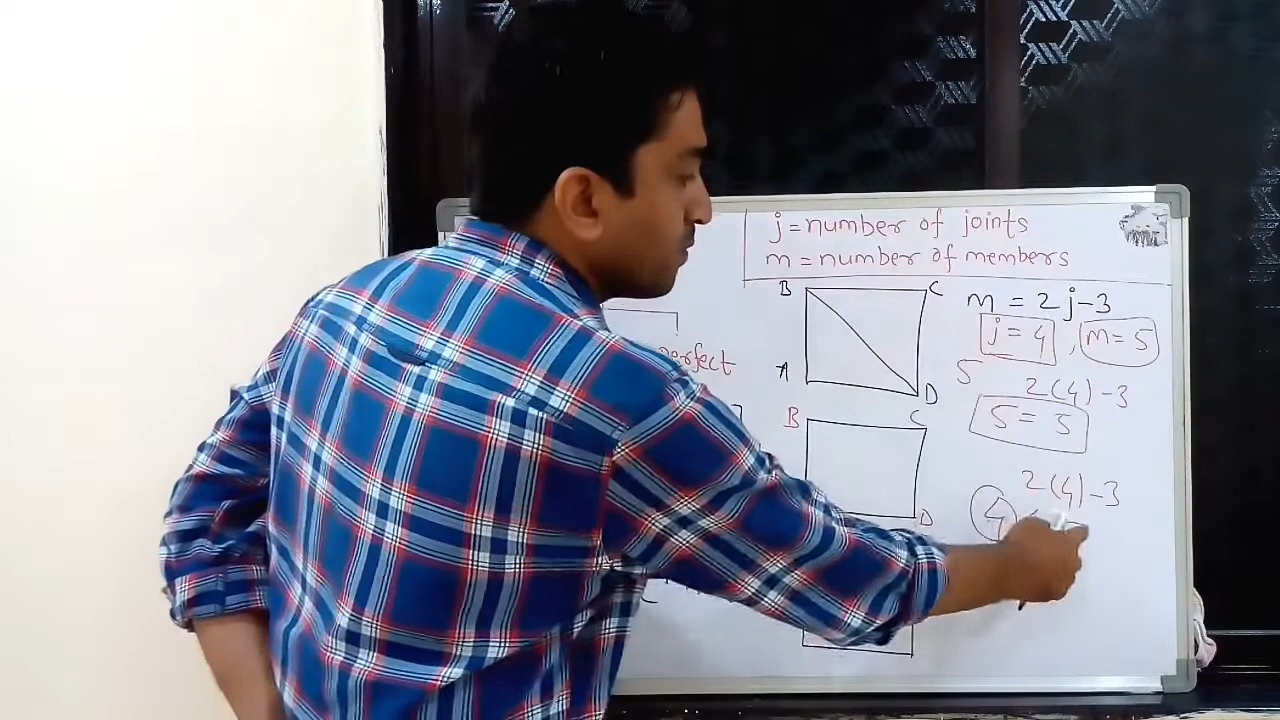 j = number of joints
m = number of members
B C
m = 2j-3
j = 4 , m = 5
perfect
A D
5
2(4) -3
5 = 5
B C
2(4) -3
4
D